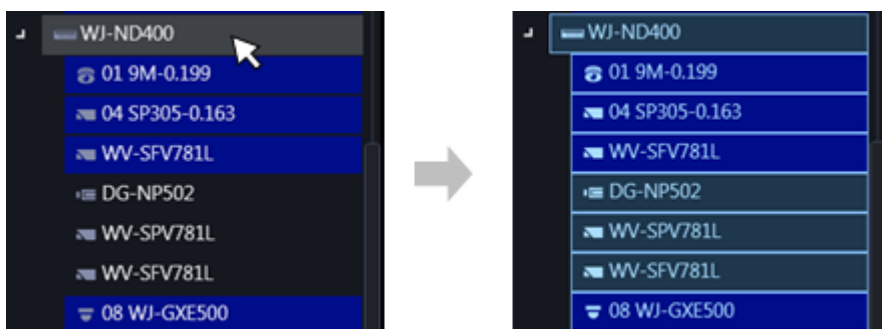 WJ-ND400
01 9M-0.199
04 SP305-0.163
WV-SFV781L
DG-NP502
WV-SPV781L
WV-SFV781L
08 WJ-GXE500
WJ-ND400
01 9M-0.199
04 SP305-0.163
WV-SFV781L
DG-NP502
WV-SPV781L
WV-SFV781L
08 WJ-GXE500